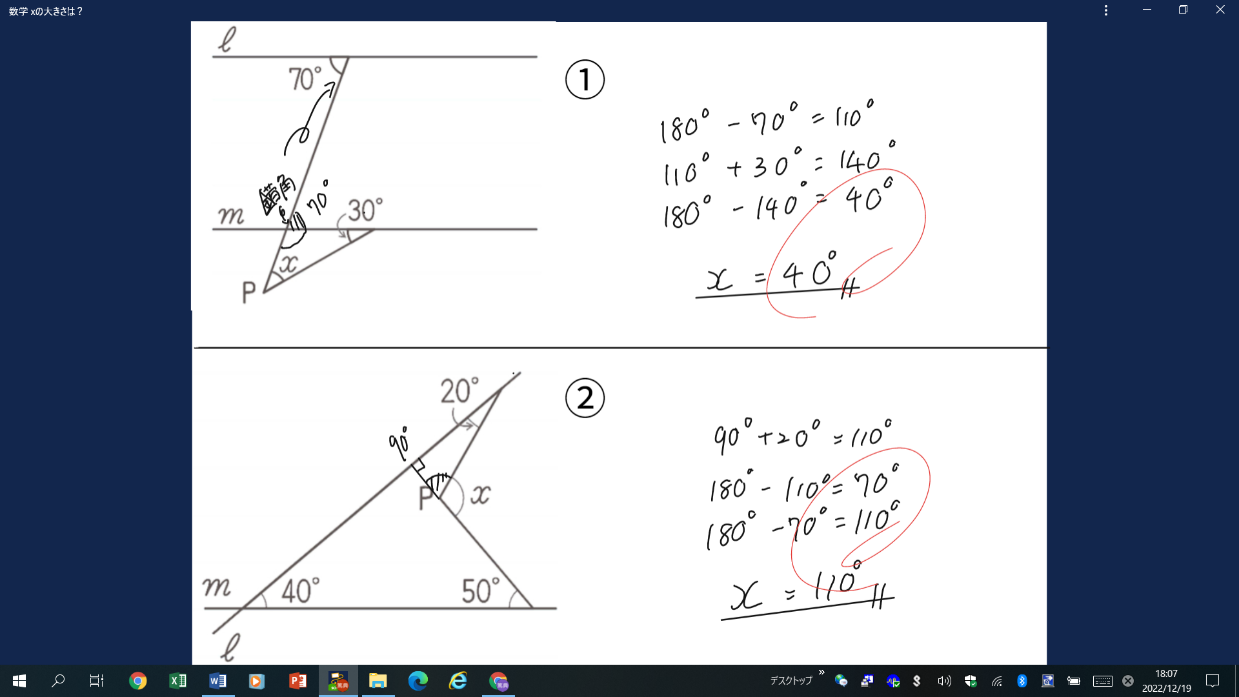 数学 xの大きさは？
ℓ
①
70°
180° - 70° = 110°
110° + 30° = 140°
180° - 140° = 40°
錯角
70°
m
30°
x
P
x = 40°
②
20°
90°
90° + 20° = 110°
180° - 110° = 70°
180° - 70° = 110°
P
x
m
40°
50°
x = 110°
ℓ
デスクトップ
18:07
2022/12/19